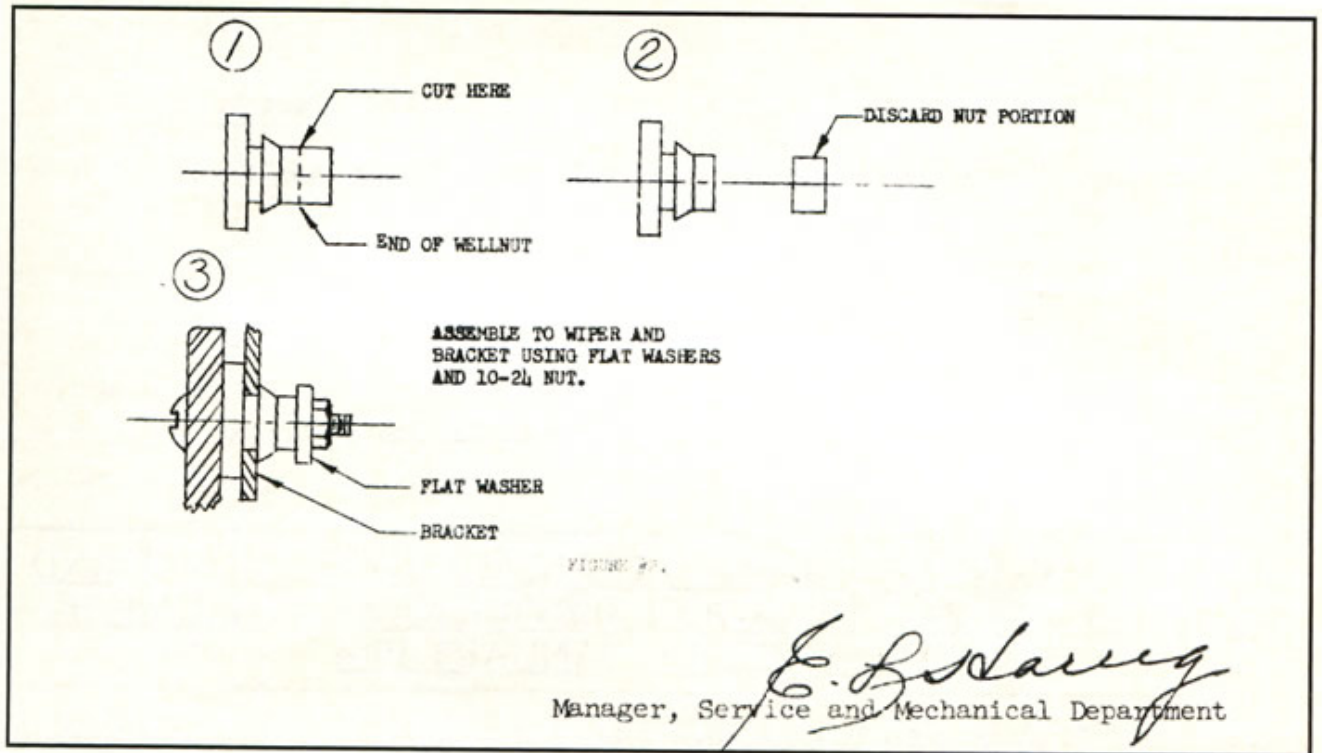 1
CUT HERE
END OF WELLNUT
2
DISCARD NUT PORTION
3
ASSEMBLE TO WIPER AND
BRACKET USING FLAT WASHERS
AND 10-24 NUT.
FLAT WASHER
BRACKET
FIGURE
Manager, Service and Mechanical Department